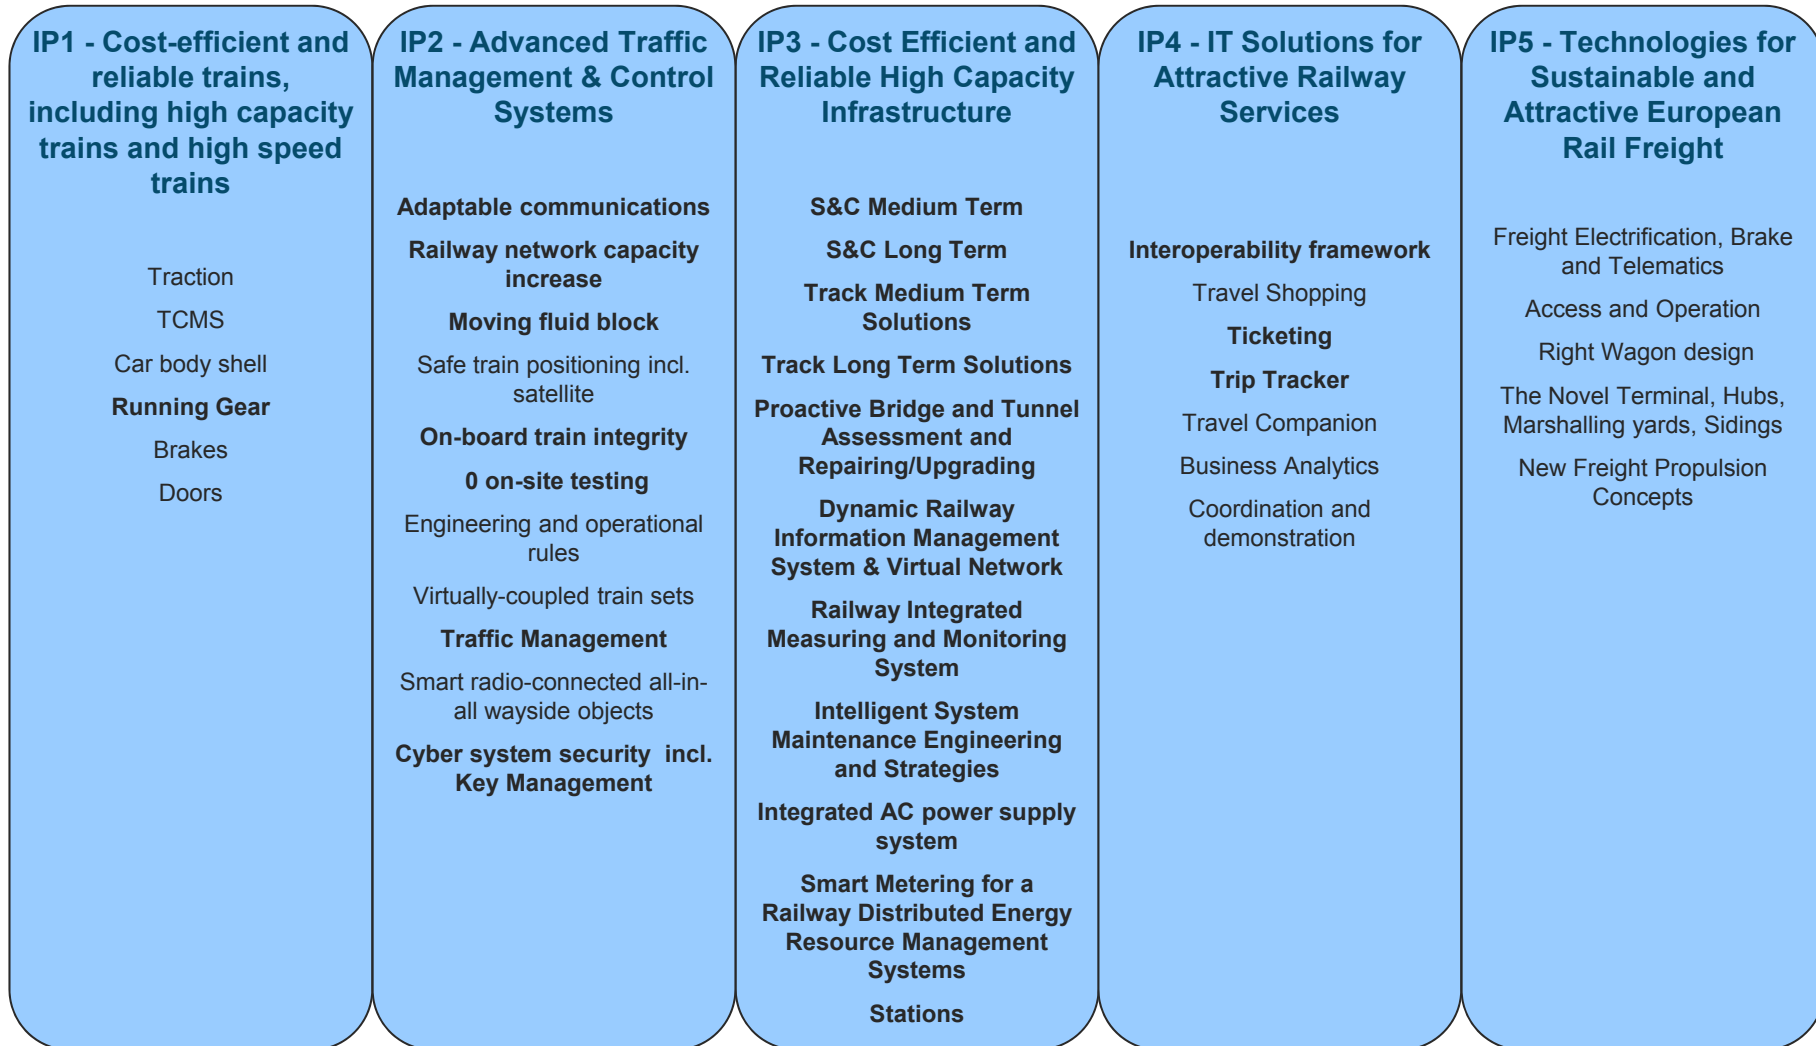 IP1 - Cost-efficient and
reliable trains,
including high capacity
trains and high speed
trains
Traction
TCMS
Car body shell
Running Gear
Brakes
Doors
IP2 - Advanced Traffic
Management & Control
Systems
Adaptable communications
Railway network capacity
increase
Moving fluid block
Safe train positioning incl.
satellite
On-board train integrity
0 on-site testing
Engineering and operational
rules
Virtually-coupled train sets
Traffic Management
Smart radio-connected all-in-
all wayside objects
Cyber system security  incl.
Key Management
IP3 - Cost Efficient and
Reliable High Capacity
Infrastructure
S&C Medium Term
S&C Long Term
Track Medium Term
Solutions
Track Long Term Solutions
Proactive Bridge and Tunnel
Assessment and
Repairing/Upgrading
Dynamic Railway
Information Management
System & Virtual Network
Railway Integrated
Measuring and Monitoring
System
Intelligent System
Maintenance Engineering
and Strategies
Integrated AC power supply
system
Smart Metering for a
Railway Distributed Energy
Resource Management
Systems
Stations
IP4 - IT Solutions for
Attractive Railway
Services
Interoperability framework
Travel Shopping
Ticketing
Trip Tracker
Travel Companion
Business Analytics
Coordination and
demonstration
IP5 - Technologies for
Sustainable and
Attractive European
Rail Freight
Freight Electrification, Brake
and Telematics
Access and Operation
Right Wagon design
The Novel Terminal, Hubs,
Marshalling yards, Sidings
New Freight Propulsion
Concepts